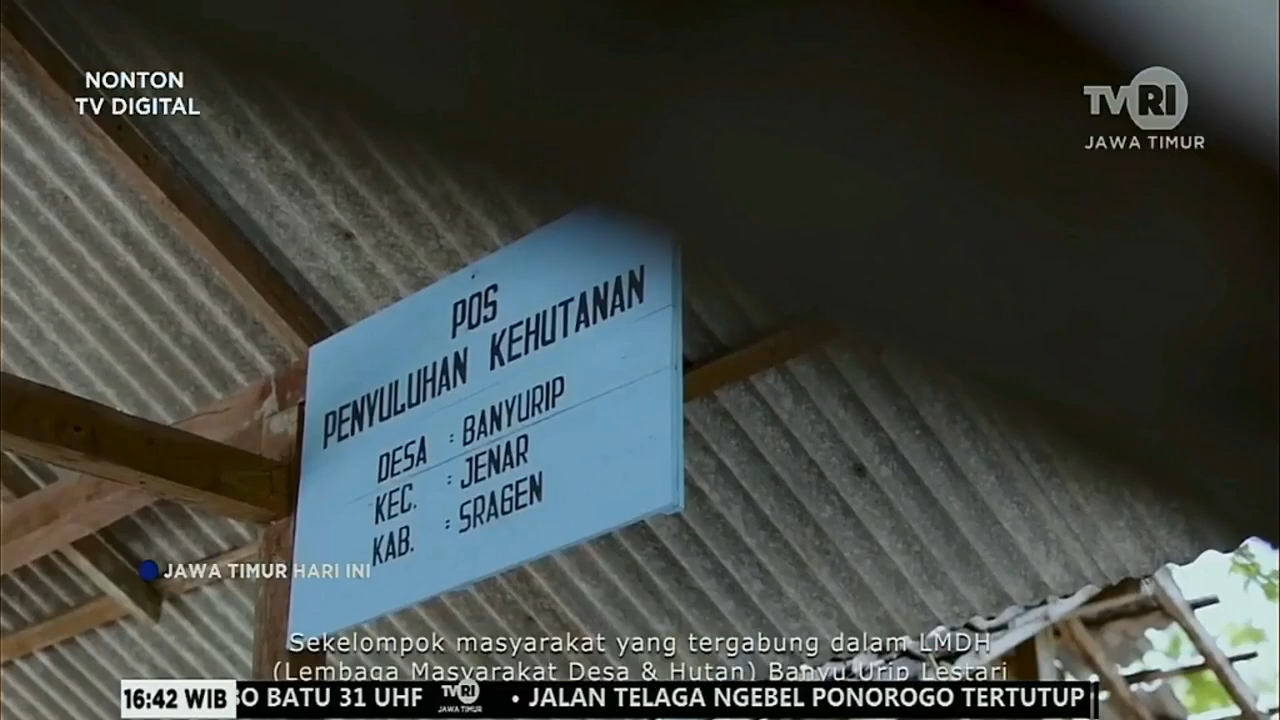 NONTON
TV DIGITAL
TVRI
JAWA TIMUR
POS
PENYULUHAN KEHUTANAN
DESA : BANYURIP
KEC. : JENAR
KAB. : SRAGEN
JAWA TIMUR HARI INI
Sekelompok masyarakat yang tergabung dalam LMDH
(Lembaga Masyarakat Desa & Hutan) Banyu Urip Lestari
16:42 WIB BATU 31 UHF TVRI JAWA TIMUR • JALAN TELAGA NGEBEL PONOROGO TERTUTUP